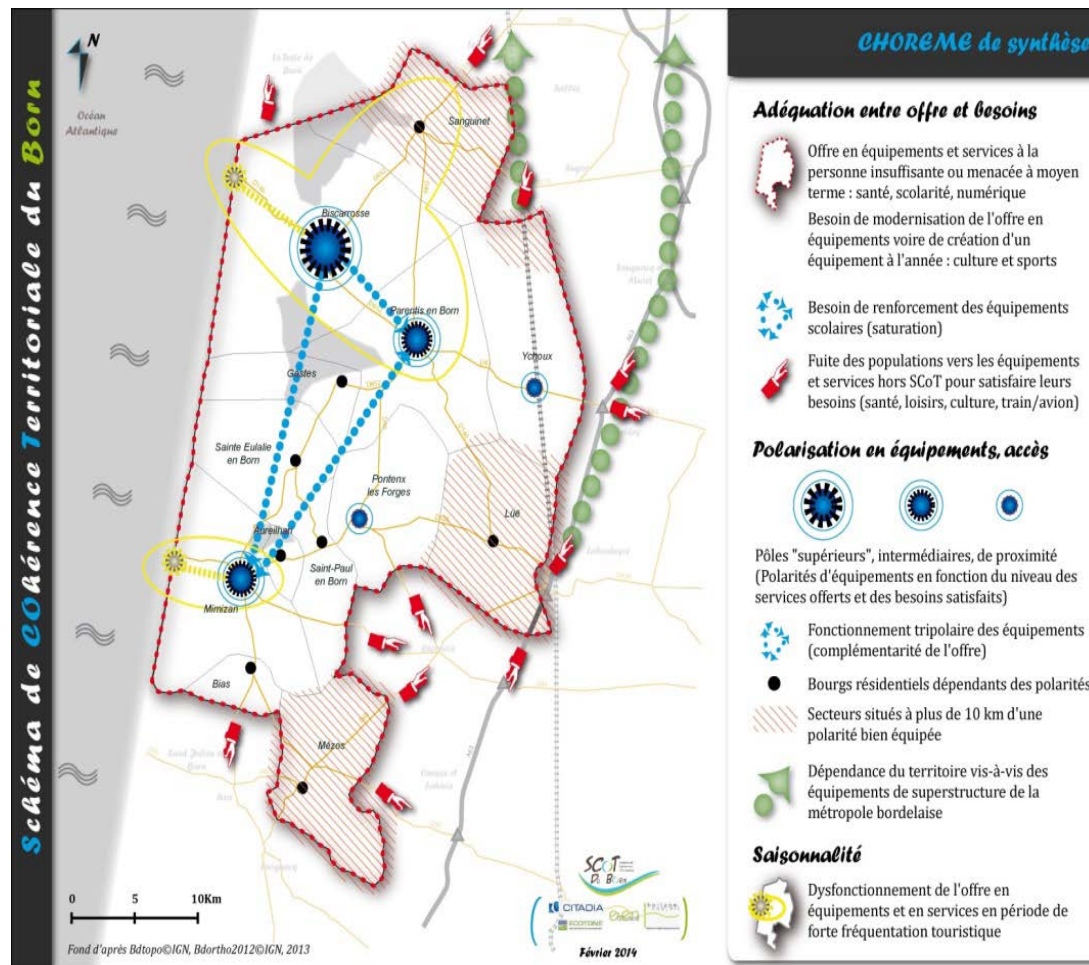 Schéma de COhérence Territoriale du Born
N
Océan
Atlantique
Sanguinet
Biscarrosse
Parentis en Born
Ychoux
Gastes
Sainte Eulalie
en Born
Pontenx
les Forges
Lüe
Aureilhan
Saint-Paul
en Born
Mimizan
Bias
Mézos
0 5 10Km
Fond d'après Bdtopo©IGN, Bdortho2012©IGN, 2013
SCoT
Du Born
CITADIA
ECOTONE
Février 2014
CHOREME de synthèse
Adéquation entre offre et besoins
Offre en équipements et services à la
personne insuffisante ou menacée à moyen
terme : santé, scolarité, numérique
Besoin de modernisation de l'offre en
équipements voire de création d'un
équipement à l'année : culture et sports
Besoin de renforcement des équipements
scolaires (saturation)
Fuite des populations vers les équipements
et services hors SCoT pour satisfaire leurs
besoins (santé, loisirs, culture, train/avion)
Polarisation en équipements, accès
Pôles "supérieurs", intermédiaires, de proximité
(Polarités d'équipements en fonction du niveau des
services offerts et des besoins satisfaits)
Fonctionnement tripolaire des équipements
(complémentarité de l'offre)
Bourgs résidentiels dépendants des polarités
Secteurs situés à plus de 10 km d'une
polarité bien équipée
Dépendance du territoire vis-à-vis des
équipements de superstructure de la
métropole bordelaise
Saisonnalité
Dysfonctionnement de l'offre en
équipements et en services en période de
forte fréquentation touristique